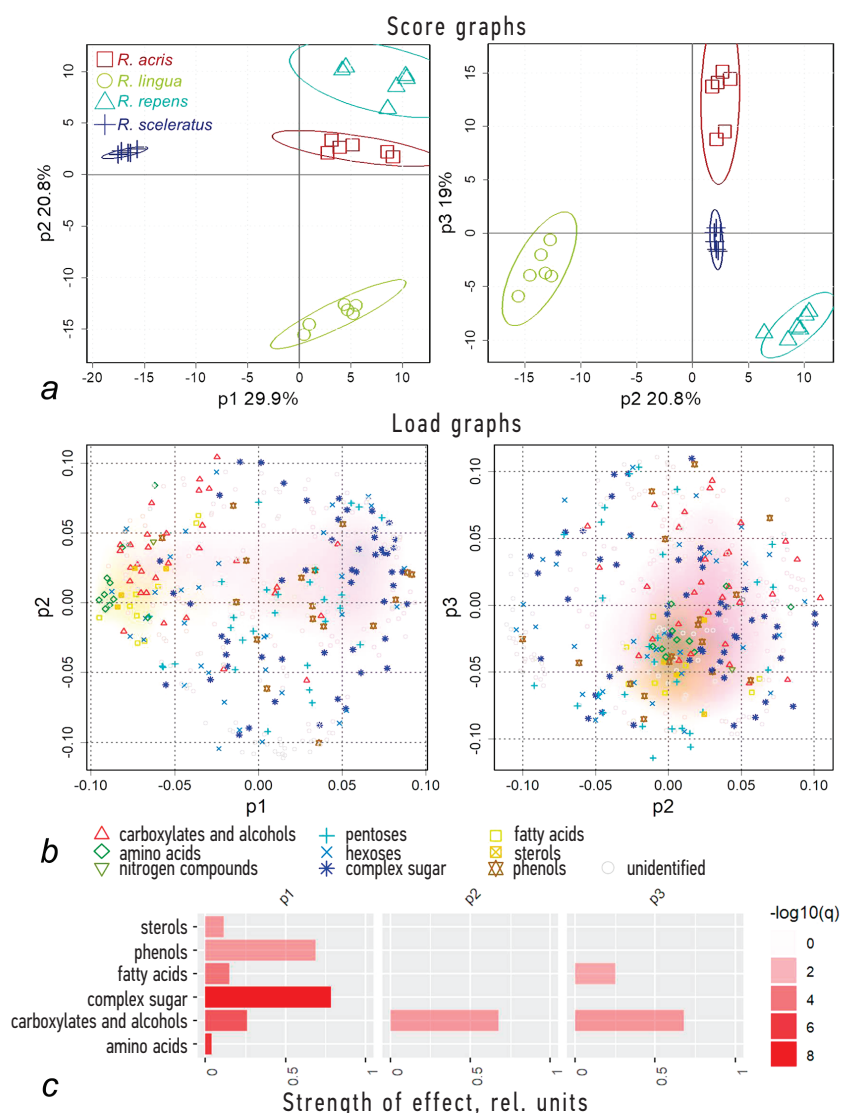 Score graphs
R. acris
R. lingua
R. repens
R. sceleratus
p2 20.8%
10
5
0
-5
-10
-15
-20 -15 -10 -5 0 5 10
p1 29.9%
p3 19%
15
10
5
0
-5
-10
-15 -10 -5 0 5 10
p2 20.8%
a
Load graphs
p2
0.10
0.05
0.00
-0.05
-0.10
-0.10 -0.05 0.00 0.05 0.10
p1
p3
0.10
0.05
0.00
-0.05
-0.10
-0.10 -0.05 0.00 0.05 0.10
p2
b
carboxylates and alcohols pentoses fatty acids
amino acids hexoses sterols
nitrogen compounds complex sugar phenols unidentified
p1 p2 p3
sterols
phenols
fatty acids
complex sugar
carboxylates and alcohols
amino acids
0 0.5 1 0 0.5 1 0 0.5 1
-log10(q)
0
2
4
6
8
c
Strength of effect, rel. units